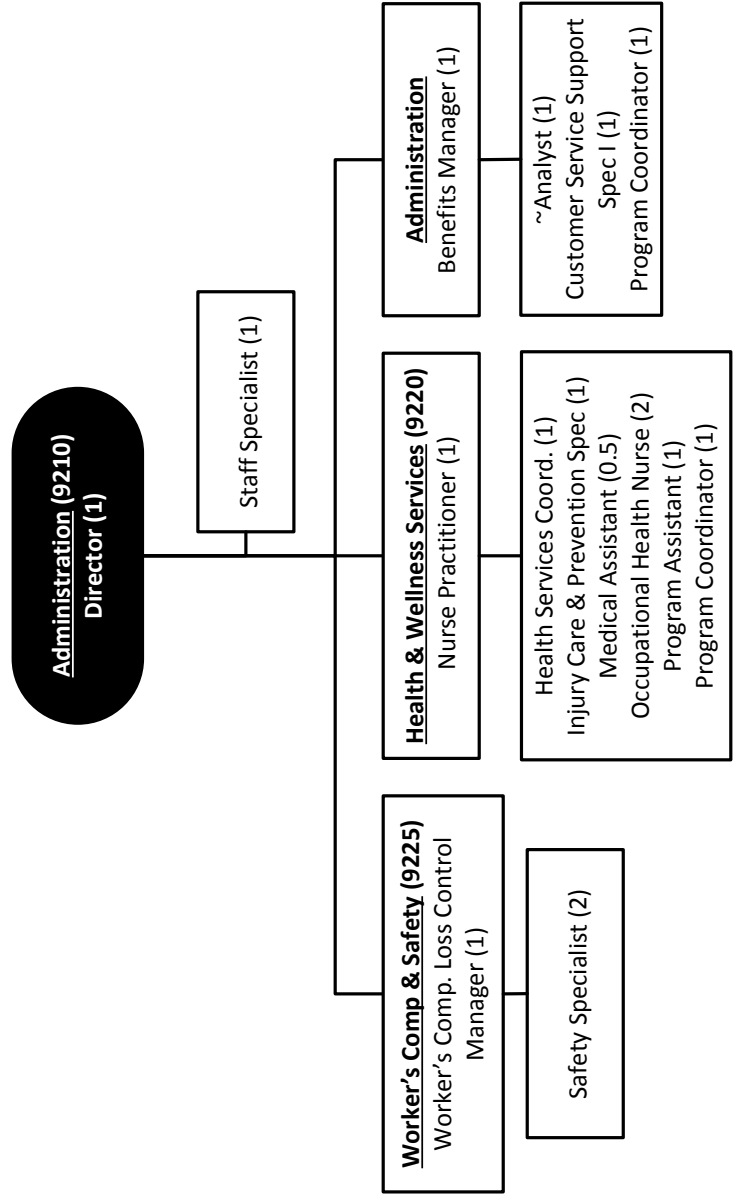 Administration (9210)
Director (1)
Staff Specialist (1)
Worker’s Comp & Safety (9225)
Worker’s Comp. Loss Control
Manager (1)
Safety Specialist (2)
Health & Wellness Services (9220)
Nurse Practitioner (1)
Health Services Coord. (1)
Injury Care & Prevention Spec (1)
Medical Assistant (0.5)
Occupational Health Nurse (2)
Program Assistant (1)
Program Coordinator (1)
Administration
Benefits Manager (1)
~Analyst (1)
Customer Service Support
Spec I (1)
Program Coordinator (1)